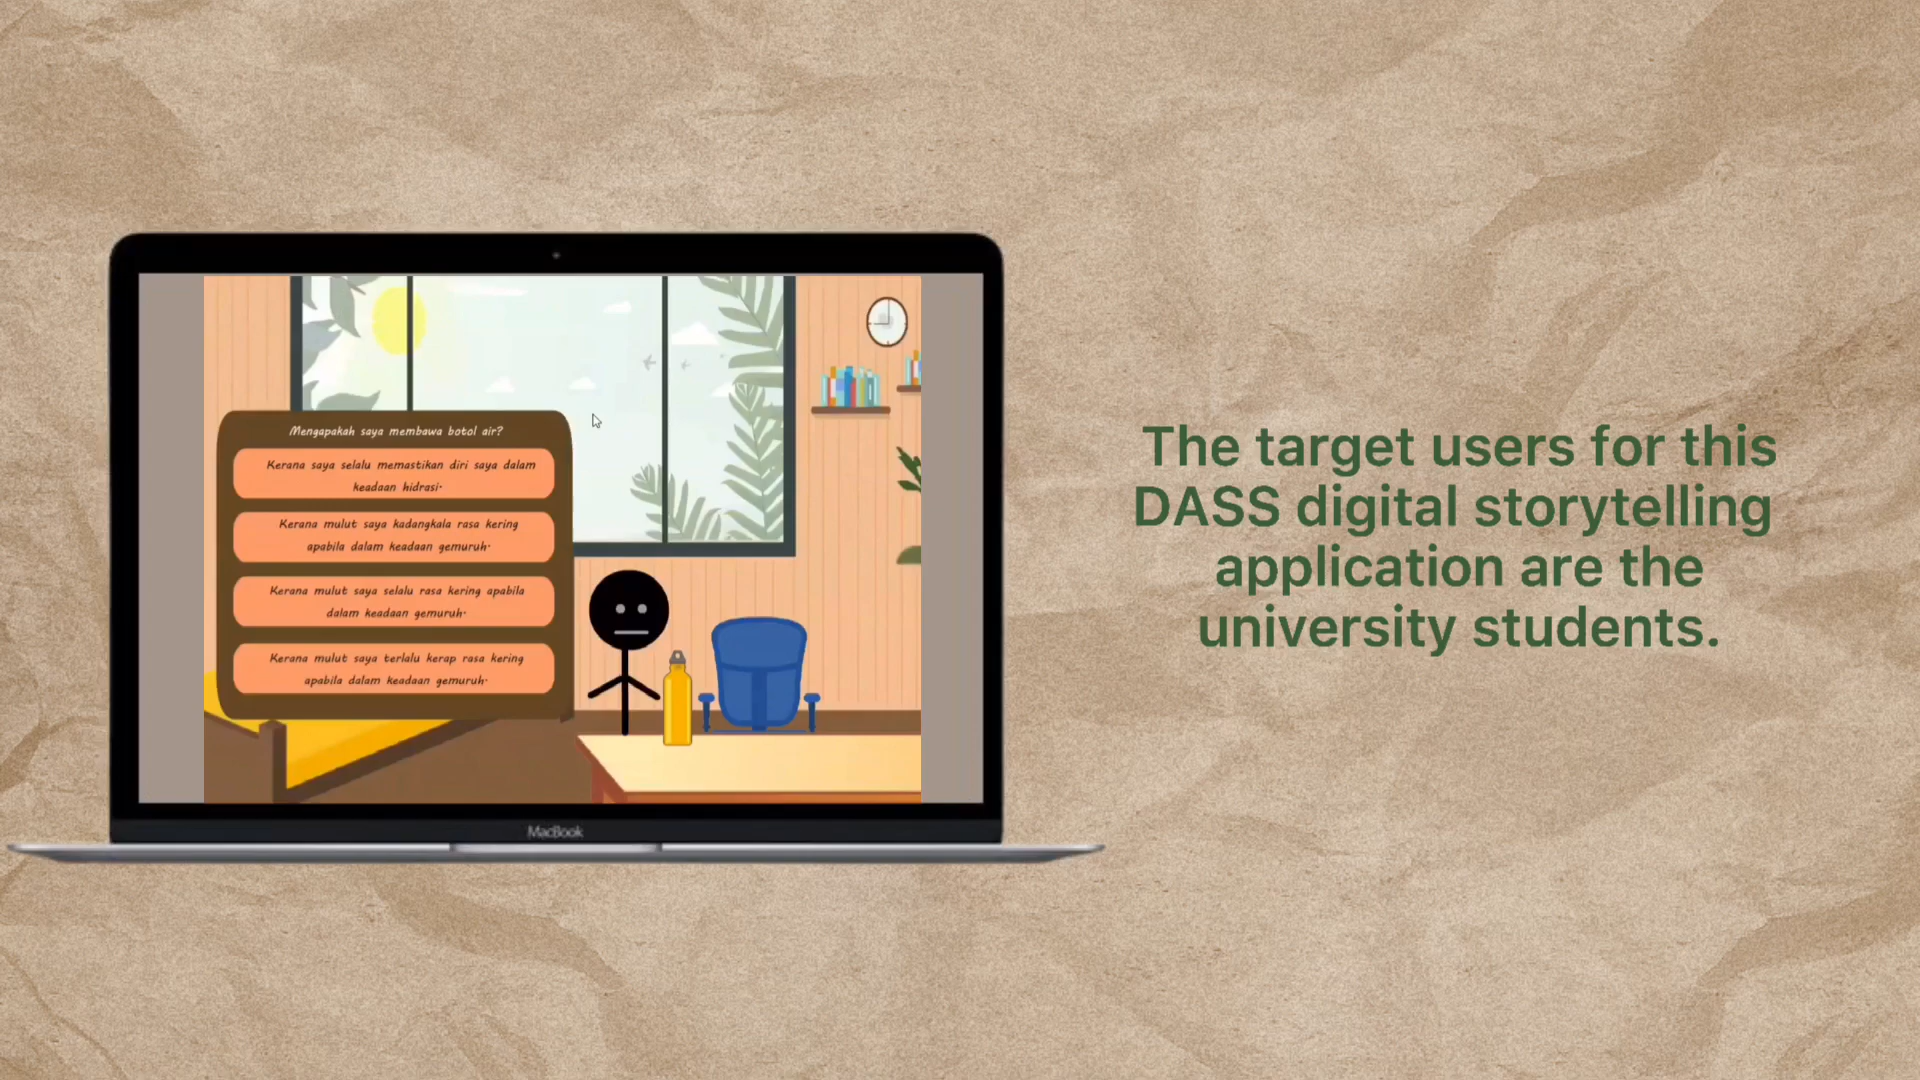 Mengapakah saya membawa botol air?
Kerana saya selalu memastikan diri saya dalam
keadaan hidrasi.
Kerana mulut saya kadangkala rasa kering
apabila dalam keadaan gemuruh.
Kerana mulut saya selalu rasa kering apabila
dalam keadaan gemuruh.
Kerana mulut saya terlalu kerap rasa kering
apabila dalam keadaan gemuruh.
MacBook
The target users for this
DASS digital storytelling
application are the
university students.